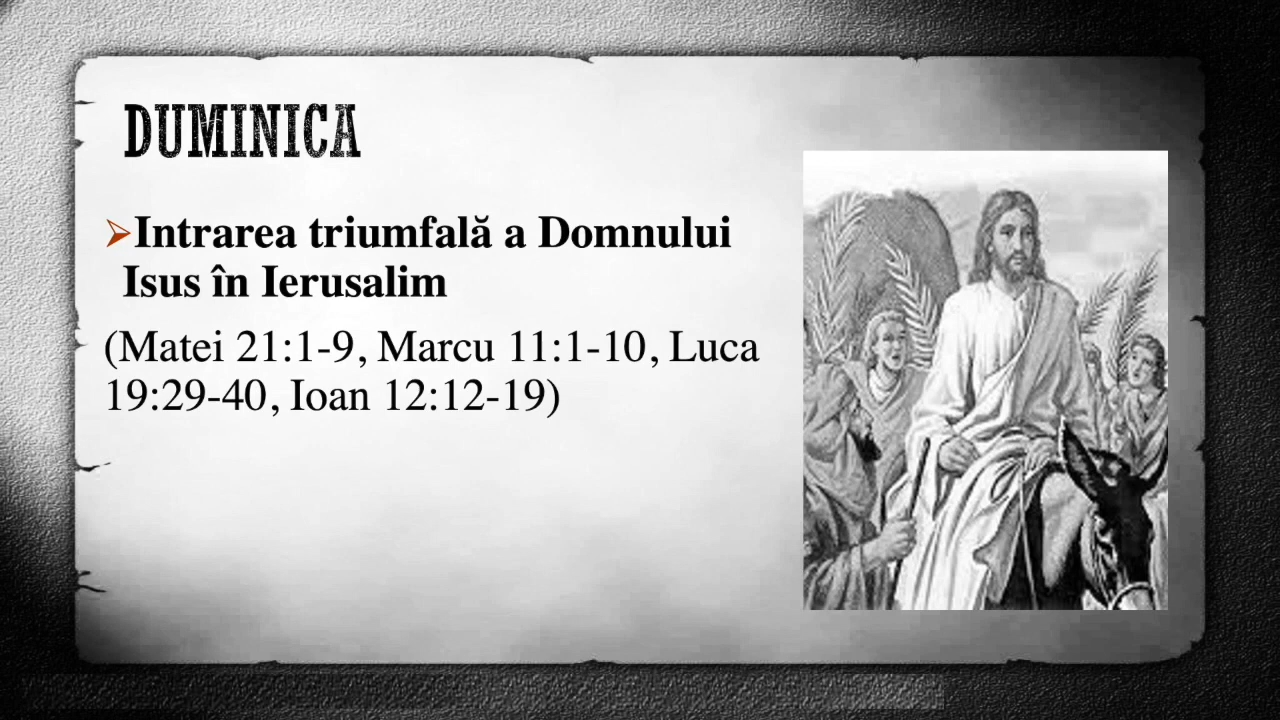 DUMINICA
Intrarea triumfală a Domnului
Isus în Ierusalim
(Matei 21:1-9, Marcu 11:1-10, Luca
19:29-40, Ioan 12:12-19)